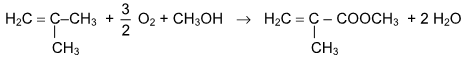 H₂C = C–CH₃ + 3/2 O₂ + CH₃OH → H₂C = C – COOCH₃ + 2 H₂O
CH₃ CH₃